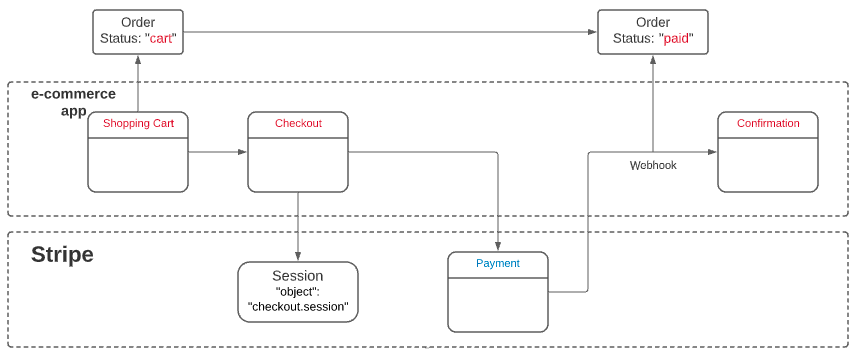 Order
Status: "cart"
Order
Status: "paid"
e-commerce
app
Shopping Cart
Checkout
Confirmation
Webhook
Stripe
Session
"object":
"checkout.session"
Payment